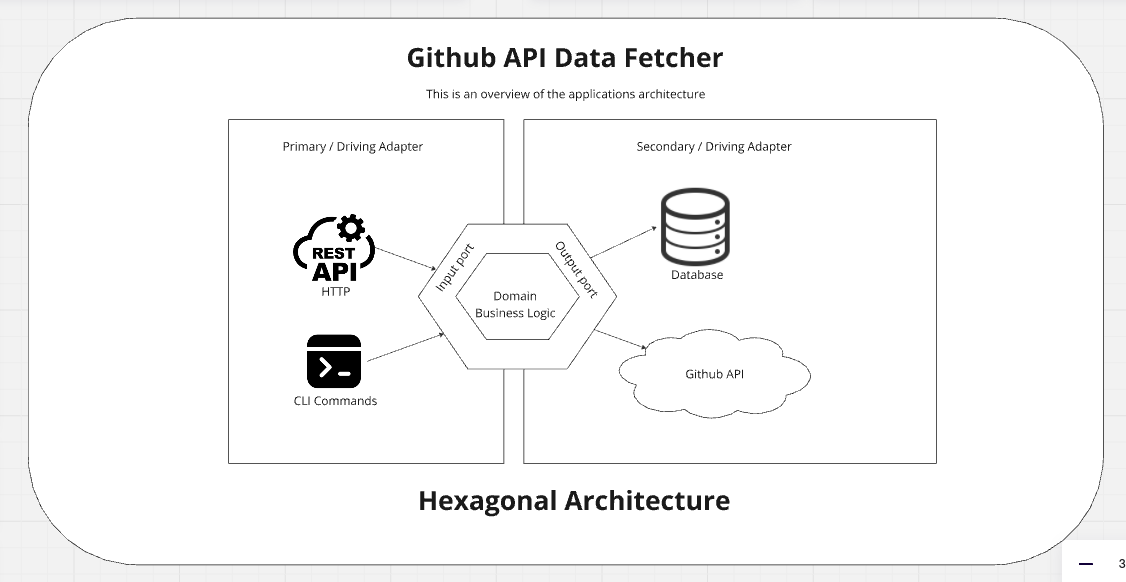 Github API Data Fetcher
This is an overview of the applications architecture
Primary / Driving Adapter
Secondary / Driving Adapter
REST
API
HTTP
CLI Commands
Input port
Domain
Business Logic
Output port
Database
Github API
Hexagonal Architecture
3